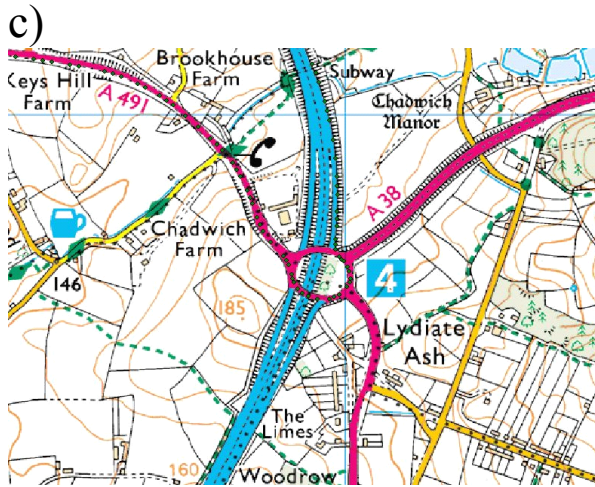 c)
Brookhouse
Farm
Subway
Keys Hill
Farm
A 491
Chadwich
Manor
A 38
Chadwich
Farm
146
185
4
Lydiate
Ash
The
Limes
160
Woodrow